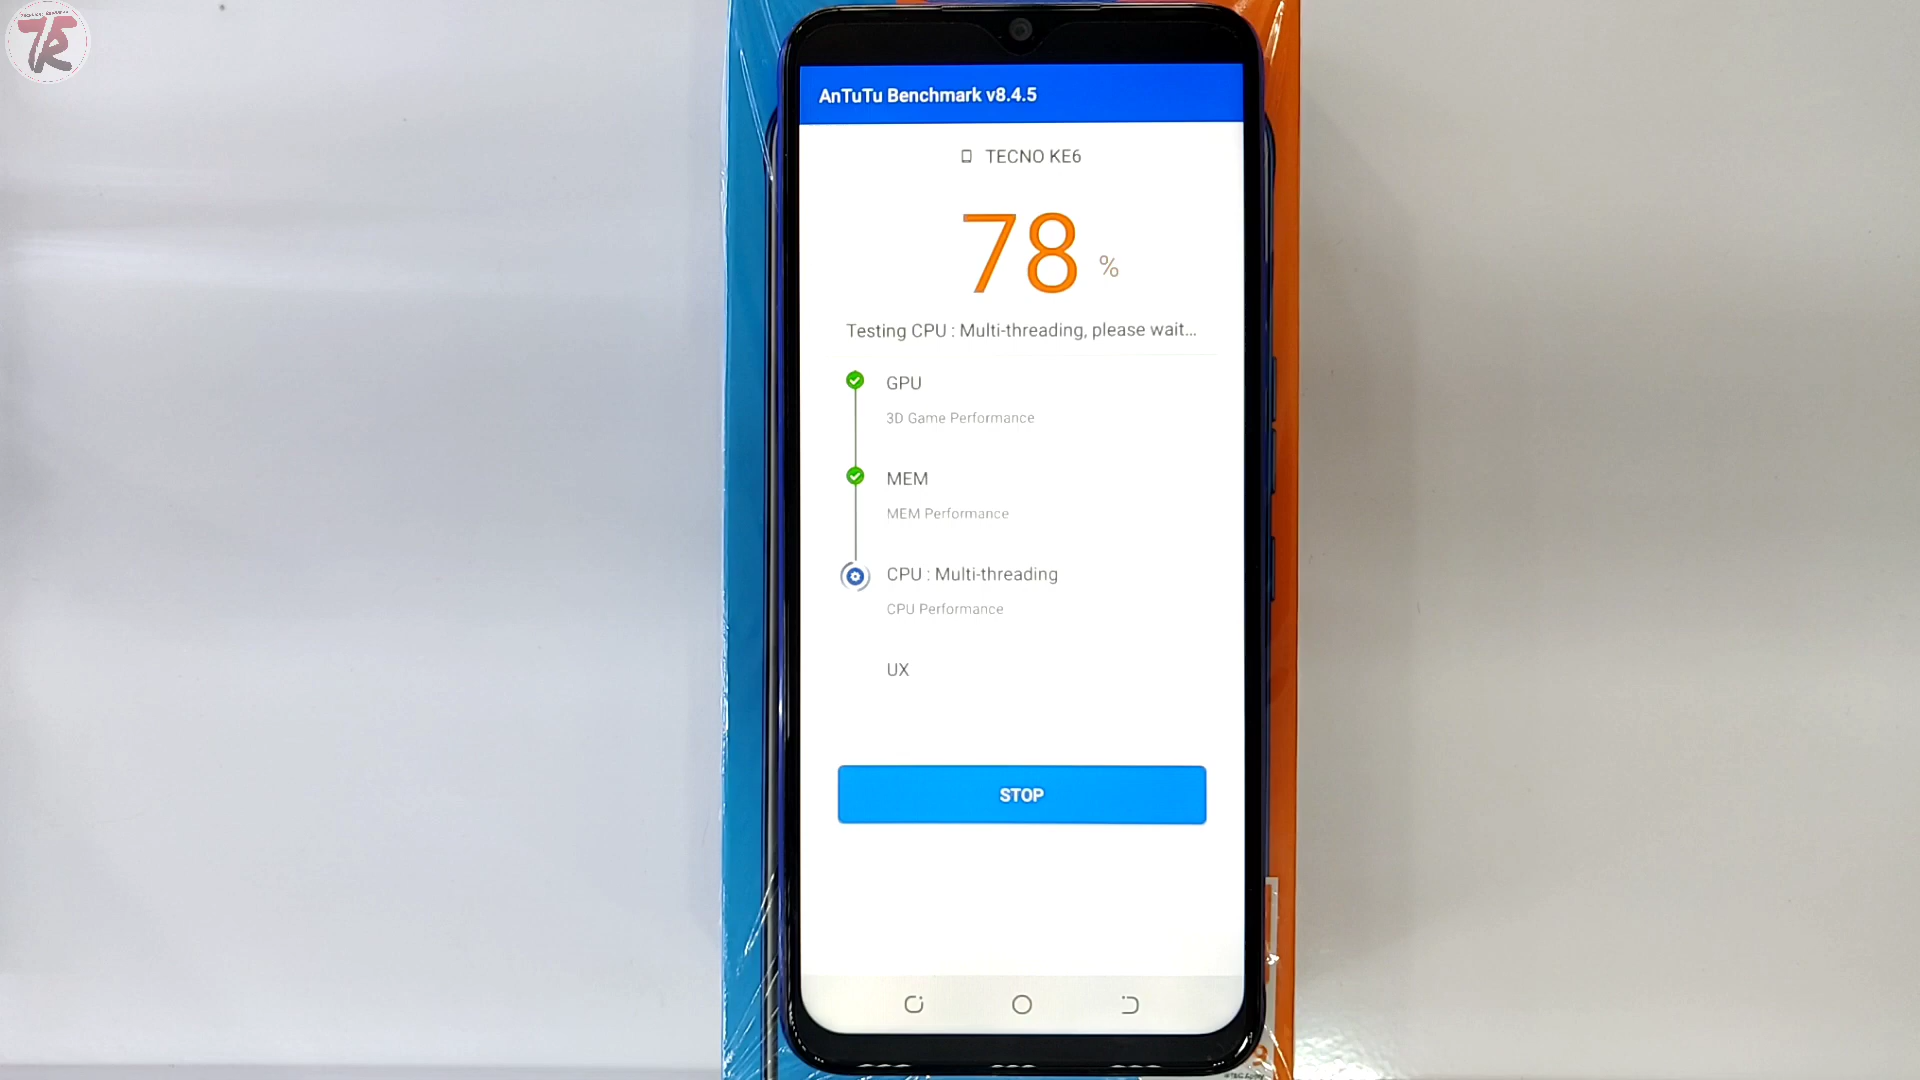 AnTuTu Benchmark v8.4.5
TECNO KE6
78 %
Testing CPU : Multi-threading, please wait...
GPU
3D Game Performance
MEM
MEM Performance
CPU : Multi-threading
CPU Performance
UX
STOP